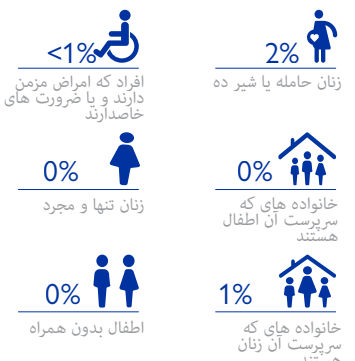 2%
زنان حامله یا شیر ده
<1%
افراد که امراض مزمن
دارند و یا ضرورت های
خاصدارند
0%
خانواده های که
سرپرست آن اطفال
هستند
0%
زنان تنها و مجرد
1%
خانواده های که
سرپرست آن زنان
هستند
0%
اطفال بدون همراه